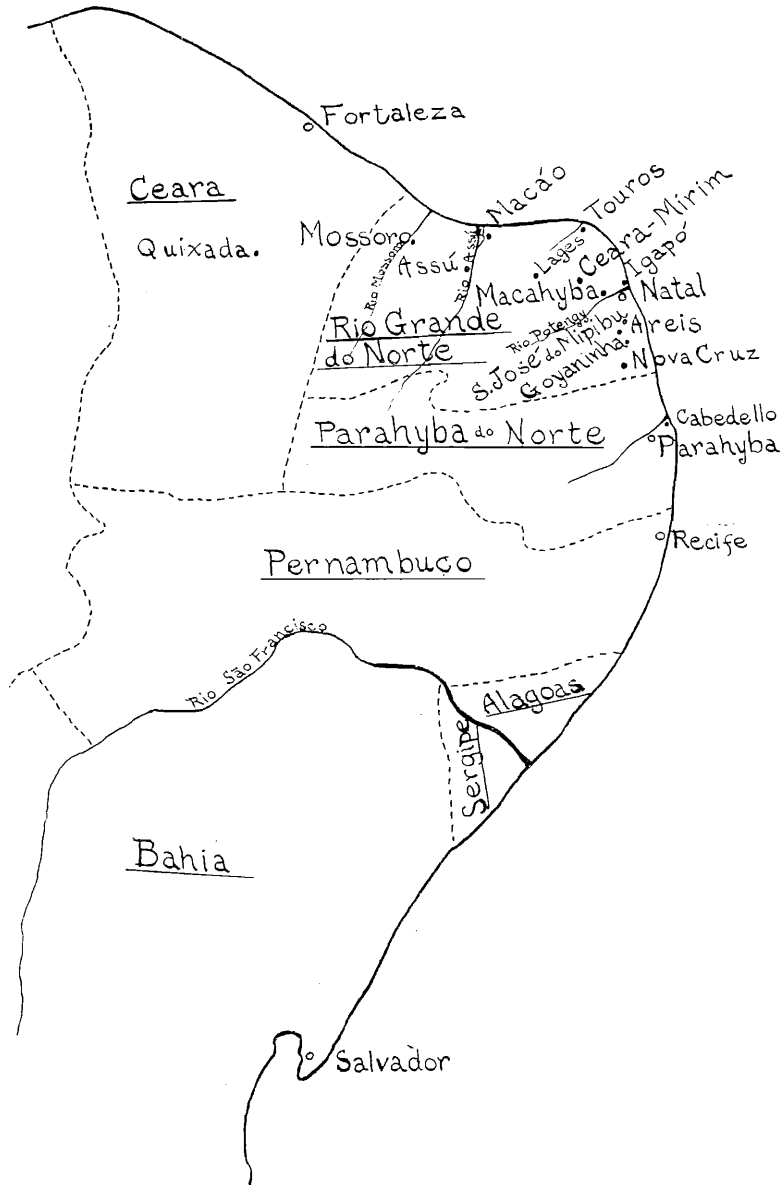 Fortaleza
Ceara
Quixada.
Mossoro
Rio Mossoro
Assú
Rio Assú
Macáo
Touros
Lages
Ceara-Mirim
Igapó
Macahyba
Natal
Rio Potengy
Rio Grande
do Norte
S. José do Mipibu
Areis
Goyaninha
Nova Cruz
Parahyba do Norte
Cabedello
Parahyba
Recife
Pernambuco
Rio São Francisco
Alagoas
Sergipe
Bahia
Salvador